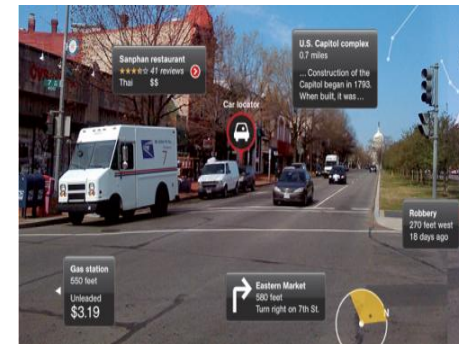 Sanphan restaurant
41 reviews
Thai $$
U.S. Capitol complex
0.7 miles
... Construction of the
Capitol began in 1793.
When built, it was ...
Car locator
Robbery
270 feet west
18 days ago
Gas station
550 feet
Unleaded
$3.19
Eastern Market
580 feet
Turn right on 7th St.
N